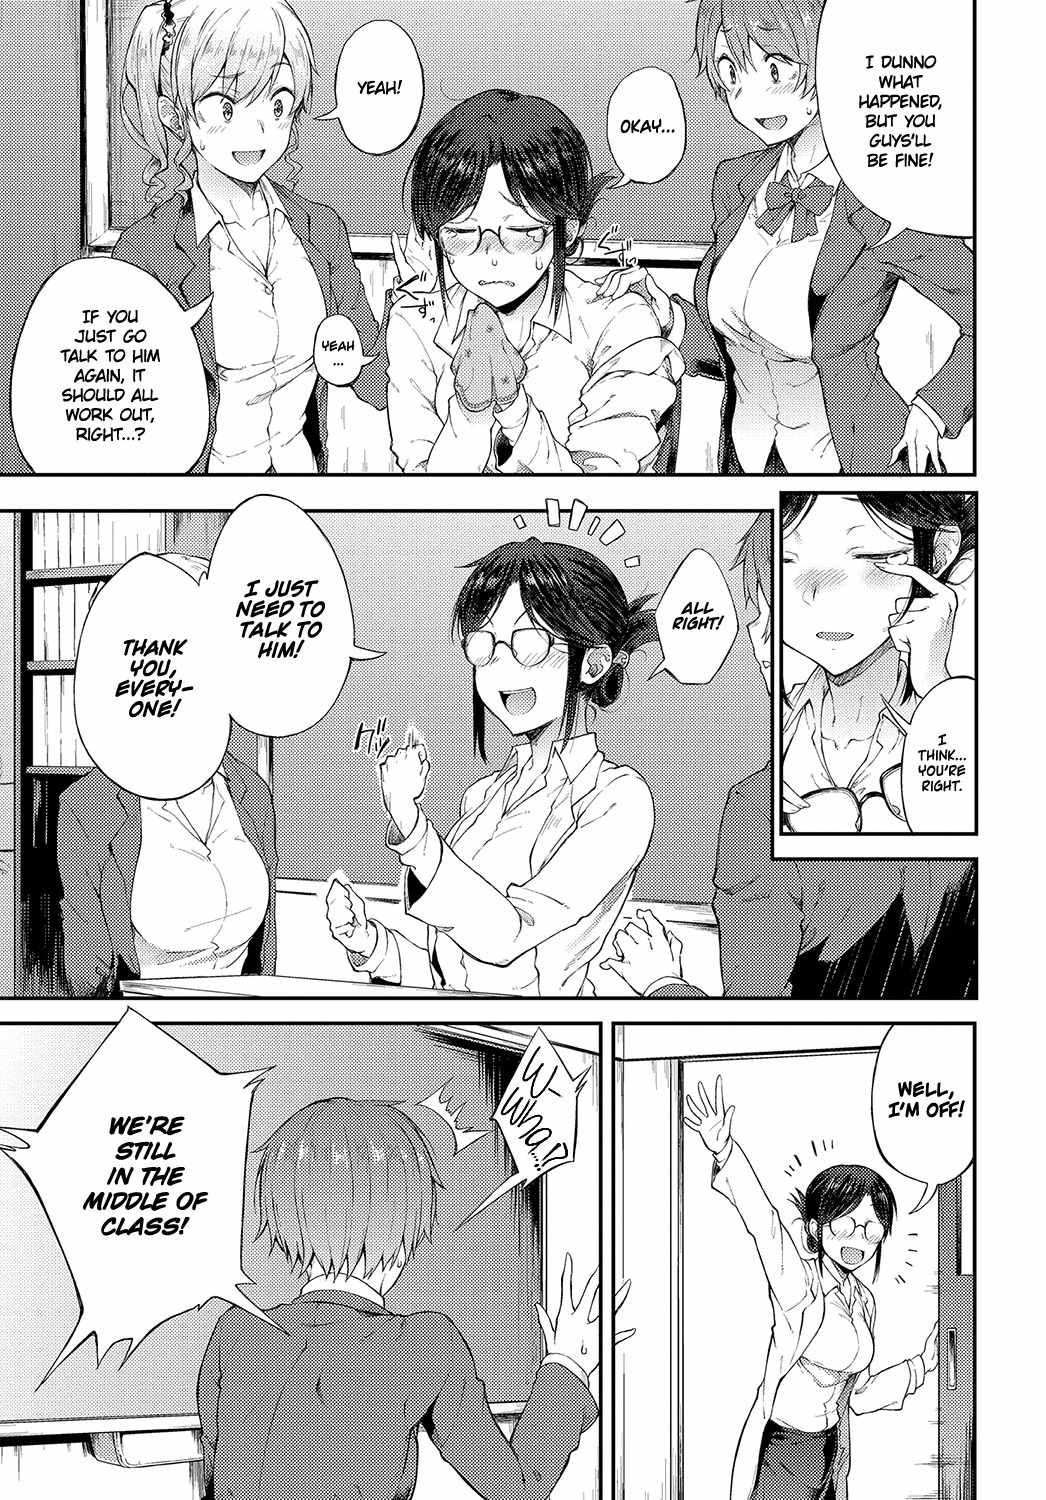 I DUNNO
WHAT
HAPPENED,
BUT YOU
GUYS'LL
BE FINE!
OKAY...
YEAH!
IF YOU
JUST GO
TALK TO HIM
AGAIN, IT
SHOULD ALL
WORK OUT,
RIGHT...?
YEAH
...
I
THINK...
YOU'RE
RIGHT.
ALL
RIGHT!
I JUST
NEED TO
TALK TO
HIM!
THANK
YOU,
EVERY-
ONE!
WELL,
I'M OFF!
W-
WHA!?
WE'RE
STILL
IN THE
MIDDLE OF
CLASS!